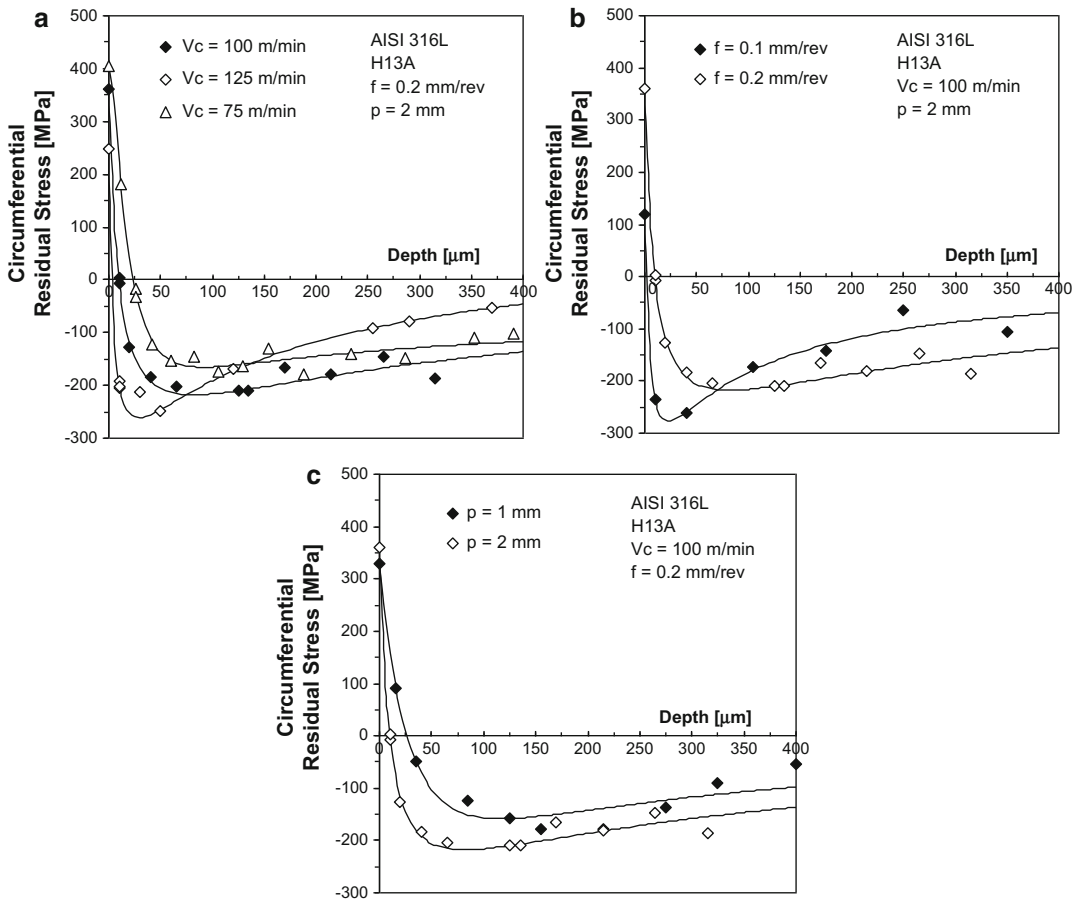 a
Circumferential
Residual Stress [MPa]
500
400
300
200
100
0
-100
-200
-300
Vc = 100 m/min
Vc = 125 m/min
Vc = 75 m/min
AISI 316L
H13A
f = 0.2 mm/rev
p = 2 mm
Depth [µm]
0 50 100 150 200 250 300 350 400
b
Circumferential
Residual Stress [MPa]
500
400
300
200
100
0
-100
-200
-300
f = 0.1 mm/rev
f = 0.2 mm/rev
AISI 316L
H13A
Vc = 100 m/min
p = 2 mm
Depth [µm]
0 50 100 150 200 250 300 350 400
c
Circumferential
Residual Stress [MPa]
500
400
300
200
100
0
-100
-200
-300
p = 1 mm
p = 2 mm
AISI 316L
H13A
Vc = 100 m/min
f = 0.2 mm/rev
Depth [µm]
0 50 100 150 200 250 300 350 400